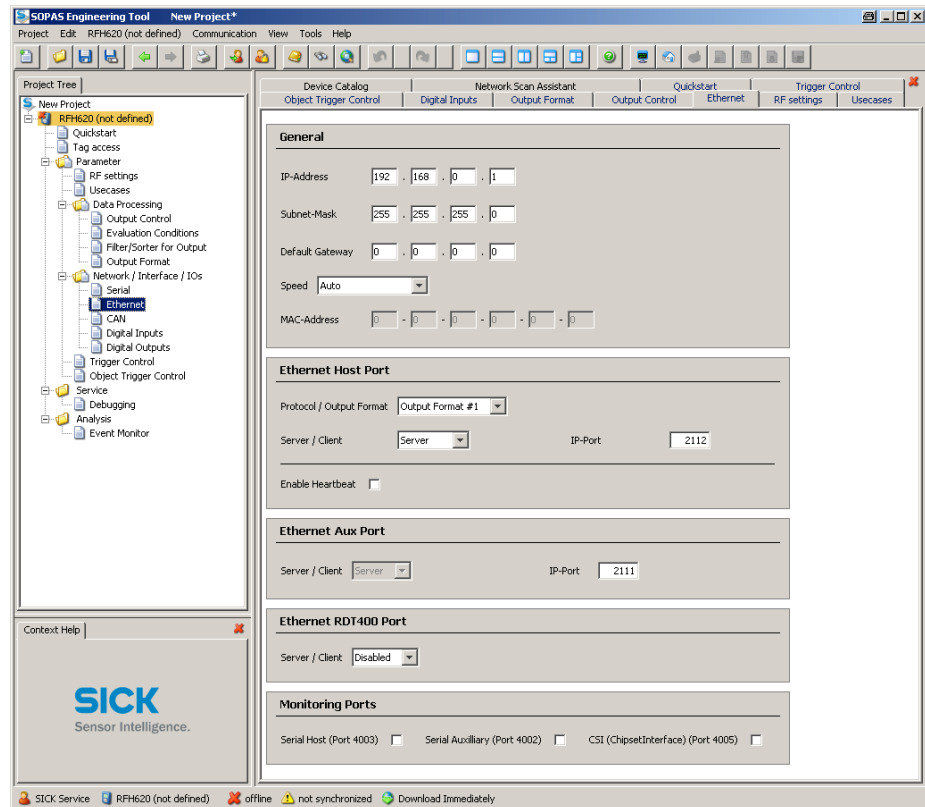 SOPAS Engineering Tool New Project*
Project Edit RFH620 (not defined) Communication View Tools Help
Project Tree
New Project
RFH620 (not defined)
Quickstart
Tag access
Parameter
RF settings
Usecases
Data Processing
Output Control
Evaluation Conditions
Filter/Sorter for Output
Output Format
Network / Interface / IOs
Serial
Ethernet
CAN
Digital Inputs
Digital Outputs
Trigger Control
Object Trigger Control
Service
Debugging
Analysis
Event Monitor
Context Help
SICK
Sensor Intelligence.
Device Catalog Network Scan Assistant Quickstart Trigger Control
Object Trigger Control Digital Inputs Output Format Output Control Ethernet RF settings Usecases
General
IP-Address 192 . 168 . 0 . 1
Subnet-Mask 255 . 255 . 255 . 0
Default Gateway 0 . 0 . 0 . 0
Speed Auto
MAC-Address 0 - 0 - 0 - 0 - 0 - 0
Ethernet Host Port
Protocol / Output Format Output Format #1
Server / Client Server IP-Port 2112
Enable Heartbeat
Ethernet Aux Port
Server / Client Server IP-Port 2111
Ethernet RDT400 Port
Server / Client Disabled
Monitoring Ports
Serial Host (Port 4003) Serial Auxilliary (Port 4002) CSI (ChipsetInterface) (Port 4005)
SICK Service RFH620 (not defined) offline not synchronized Download Immediately